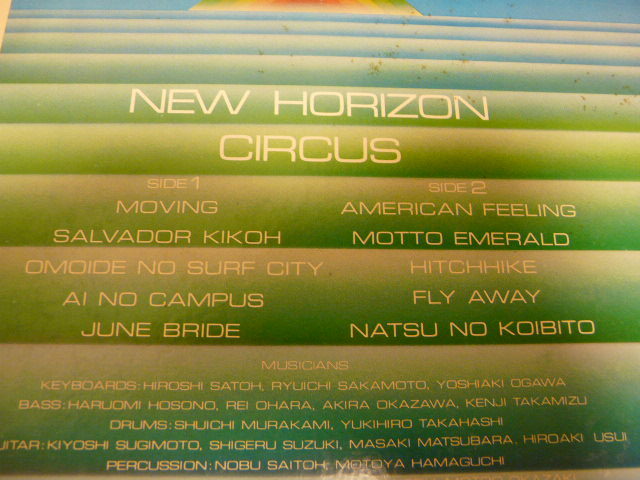 NEW HORIZON
CIRCUS
SIDE 1
MOVING
SALVADOR KIKOH
OMOIDE NO SURF CITY
AI NO CAMPUS
JUNE BRIDE
SIDE 2
AMERICAN FEELING
MOTTO EMERALD
HITCHHIKE
FLY AWAY
NATSU NO KOIBITO
MUSICIANS
KEYBOARDS: HIROSHI SATOH, RYUICHI SAKAMOTO, YOSHIAKI OGAWA
BASS: HARUOMI HOSONO, REI OHARA, AKIRA OKAZAWA, KENJI TAKAMIZU
DRUMS: SHUICHI MURAKAMI, YUKIHIRO TAKAHASHI
UITAR: KIYOSHI SUGIMOTO, SHIGERU SUZUKI, MASAKI MATSUBARA. HIROAKI USUI
PERCUSSION: NOBU SAITOH, MOTOYA HAMAGUCHI